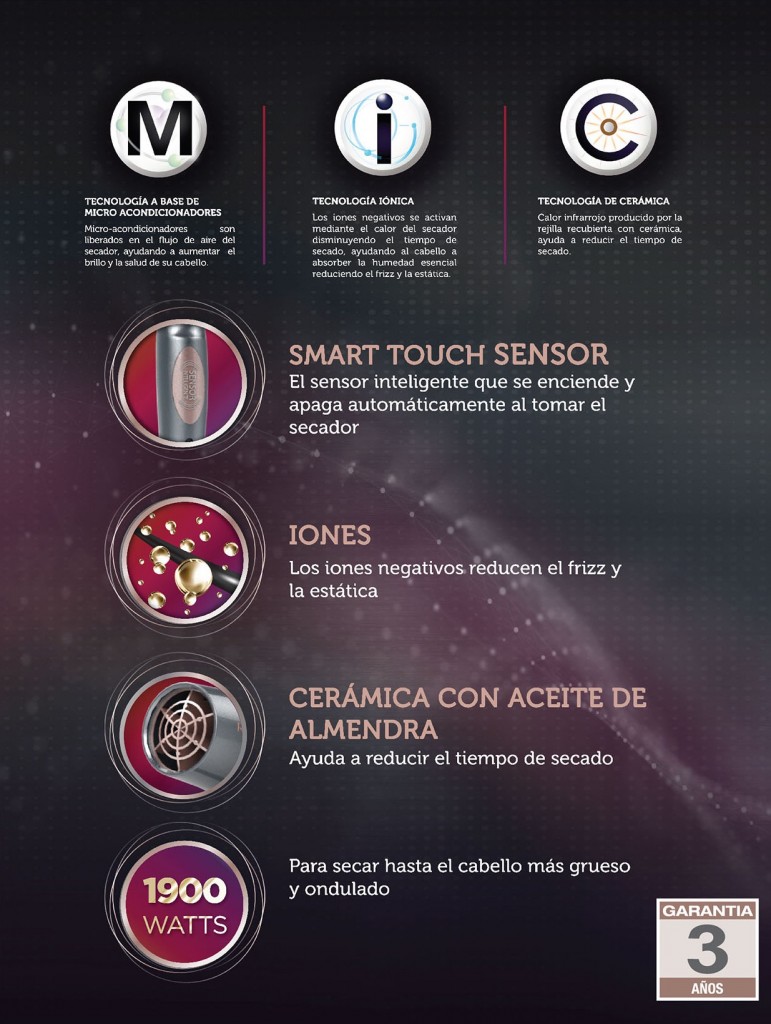 M
i
C
TECNOLOGÍA A BASE DE
MICRO ACONDICIONADORES
Micro-acondicionadores son
liberados en el flujo de aire del
secador, ayudando a aumentar el
brillo y la salud de su cabello.
TECNOLOGÍA IÓNICA
Los iones negativos se activan
mediante el calor del secador
disminuyendo el tiempo de
secado, ayudando al cabello a
absorber la humedad esencial
reduciendo el frizz y la estática.
TECNOLOGÍA DE CERÁMICA
Calor infrarrojo producido por la
rejilla recubierta con cerámica,
ayuda a reducir el tiempo de
secado.
SMART TOUCH SENSOR
El sensor inteligente que se enciende y
apaga automáticamente al tomar el
secador
IONES
Los iones negativos reducen el frizz y
la estática
CERÁMICA CON ACEITE DE
ALMENDRA
Ayuda a reducir el tiempo de secado
1900
WATTS
Para secar hasta el cabello más grueso
y ondulado
GARANTIA
3
AÑOS